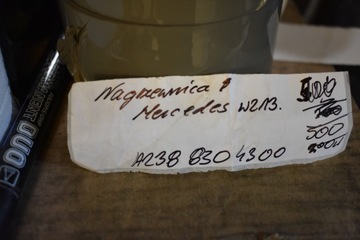 Nagrzewnica
Mercedes W213.
A238 830 4300
500